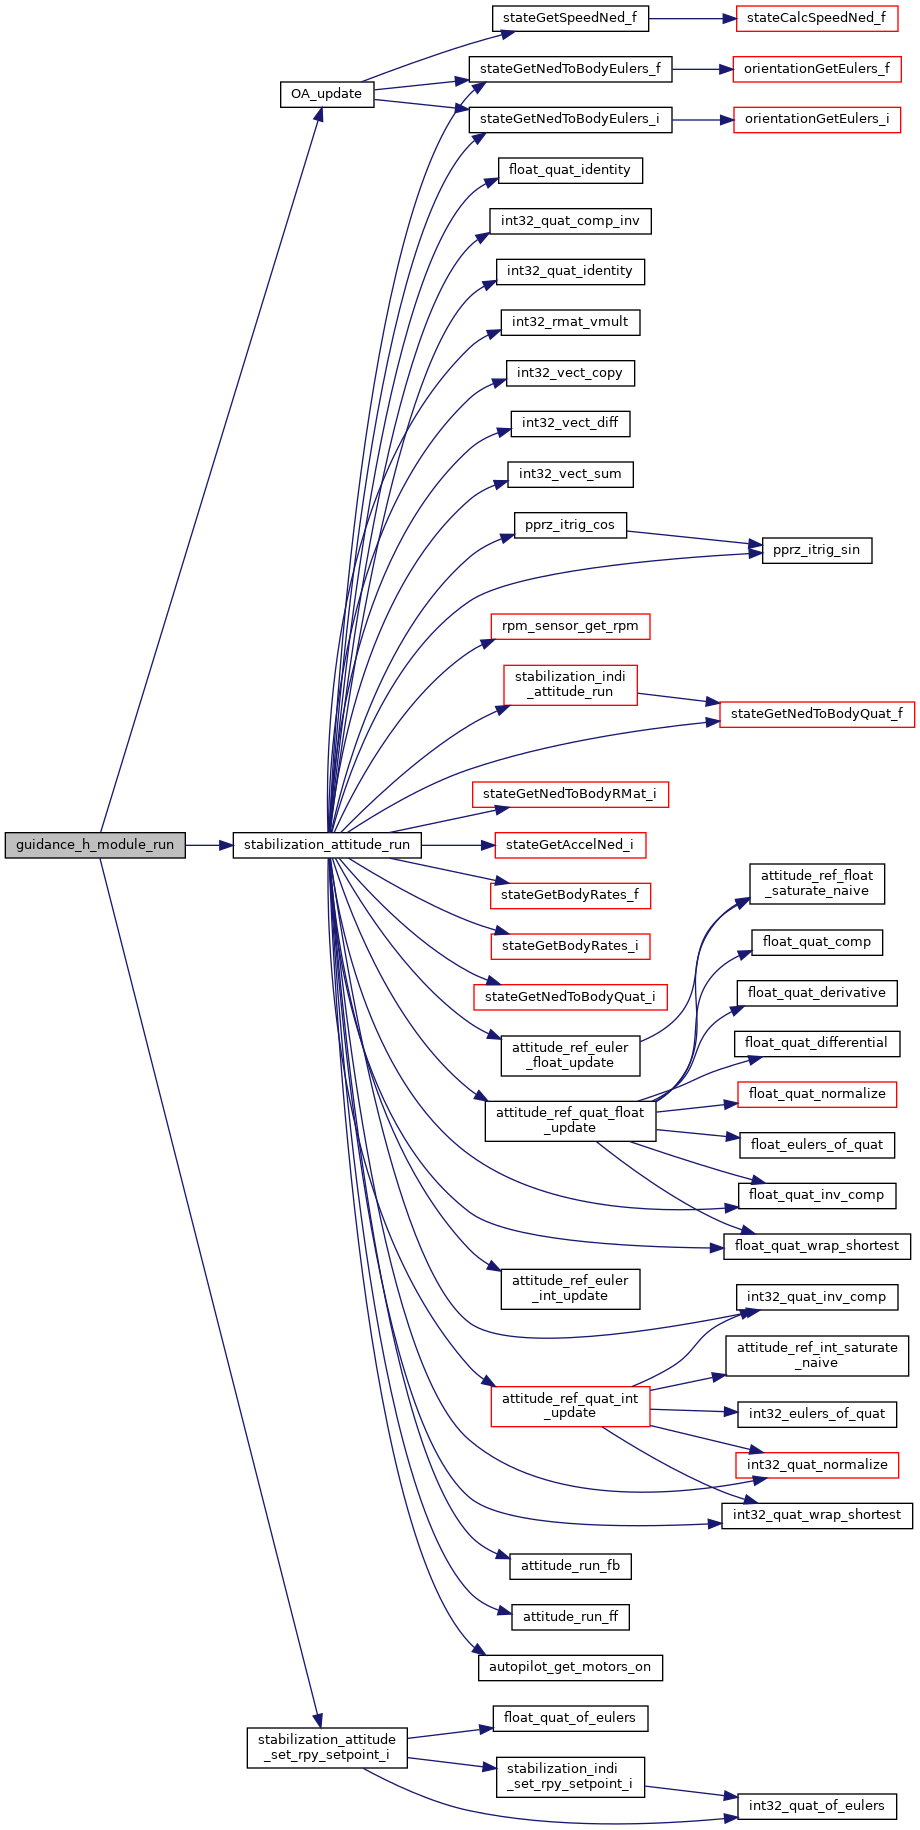 stateGetSpeedNed_f
stateCalcSpeedNed_f
stateGetNedToBodyEulers_f
orientationGetEulers_f
OA_update
stateGetNedToBodyEulers_i
orientationGetEulers_i
float_quat_identity
int32_quat_comp_inv
int32_quat_identity
int32_rmat_vmult
int32_vect_copy
int32_vect_diff
int32_vect_sum
pprz_itrig_cos
pprz_itrig_sin
rpm_sensor_get_rpm
stabilization_indi
_attitude_run
stateGetNedToBodyQuat_f
stateGetNedToBodyRMat_i
guidance_h_module_run
stabilization_attitude_run
stateGetAccelNed_i
attitude_ref_float
_saturate_naive
stateGetBodyRates_f
float_quat_comp
stateGetBodyRates_i
float_quat_derivative
stateGetNedToBodyQuat_i
float_quat_differential
attitude_ref_euler
_float_update
float_quat_normalize
attitude_ref_quat_float
_update
float_eulers_of_quat
float_quat_inv_comp
float_quat_wrap_shortest
attitude_ref_euler
_int_update
int32_quat_inv_comp
attitude_ref_int_saturate
_naive
attitude_ref_quat_int
_update
int32_eulers_of_quat
int32_quat_normalize
int32_quat_wrap_shortest
attitude_run_fb
attitude_run_ff
autopilot_get_motors_on
float_quat_of_eulers
stabilization_attitude
_set_rpy_setpoint_i
stabilization_indi
_set_rpy_setpoint_i
int32_quat_of_eulers